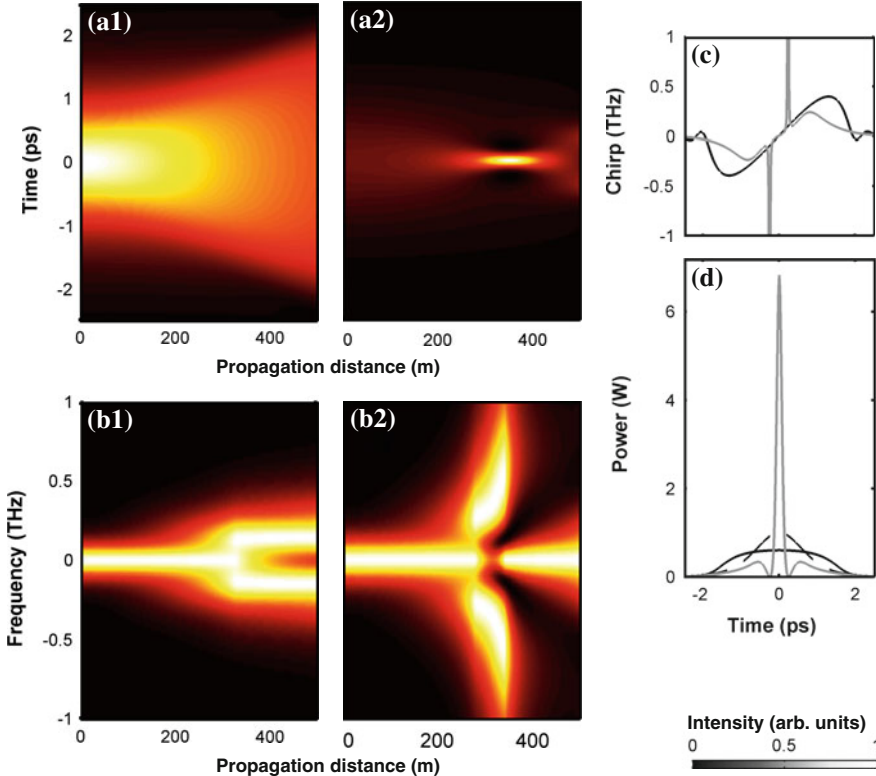 (a1)
(a2)
Time (ps)
2
1
0
-1
-2
0
200
400
0
200
400
Propagation distance (m)
(b1)
(b2)
Frequency (THz)
1
0.5
0
-0.5
-1
0
200
400
0
200
400
Propagation distance (m)
(c)
Chirp (THz)
1
0.5
0
-0.5
-1
(d)
Power (W)
6
4
2
0
-2
0
2
Time (ps)
Intensity (arb. units)
0
0.5
1